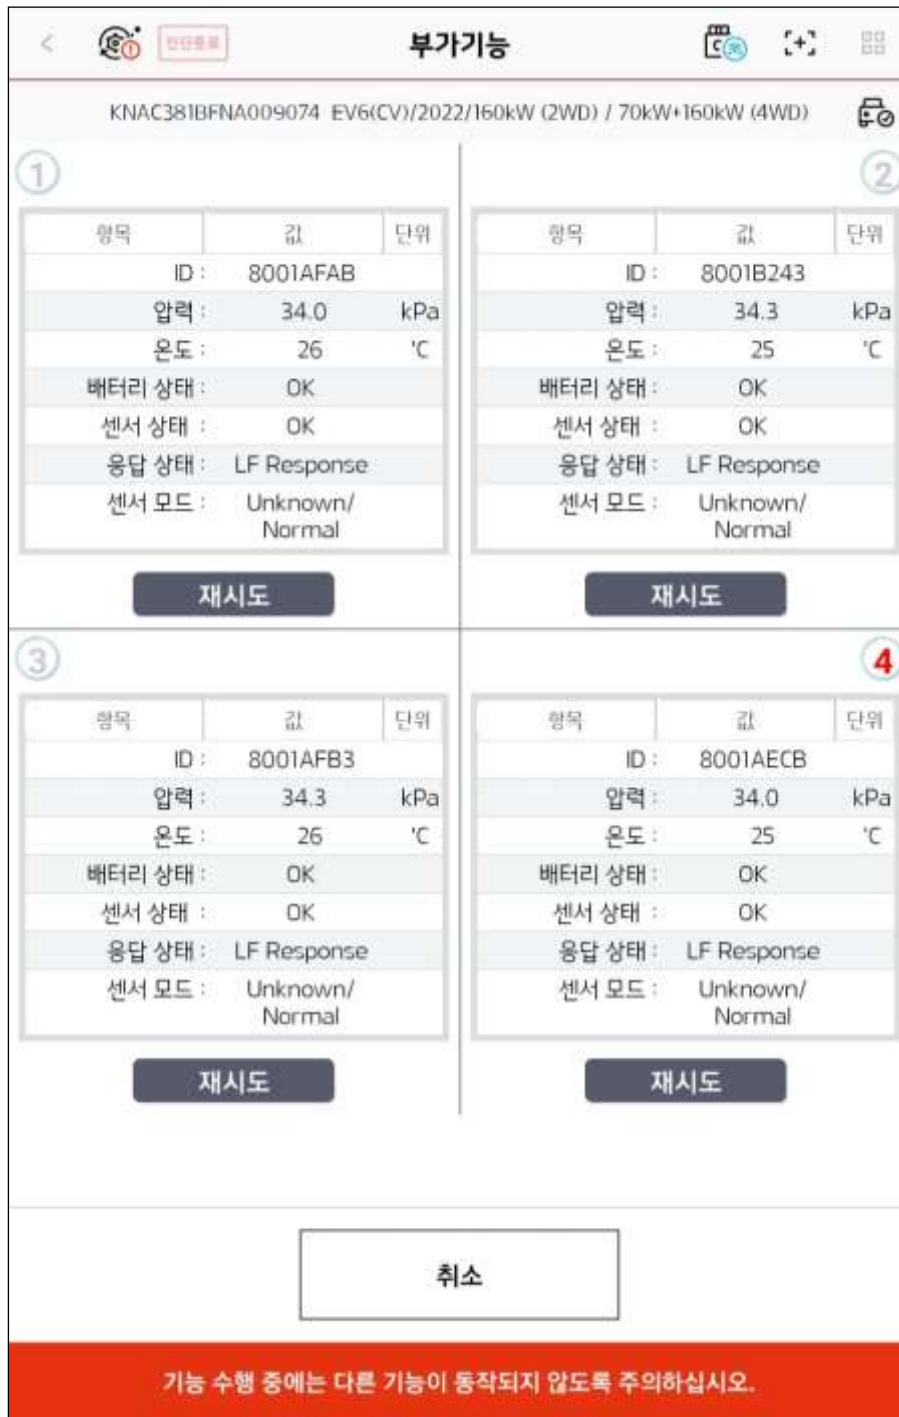 부가기능
KNAC381BFNA009074 EV6(CV)/2022/160kW (2WD) / 70kW+160kW (4WD)
①
항목 값 단위
ID : 8001AFAB
압력 : 34.0 kPa
온도 : 26 ℃
배터리 상태 : OK
센서 상태 : OK
응답 상태 : LF Response
센서 모드 : Unknown/
Normal
재시도
②
항목 값 단위
ID : 8001B243
압력 : 34.3 kPa
온도 : 25 ℃
배터리 상태 : OK
센서 상태 : OK
응답 상태 : LF Response
센서 모드 : Unknown/
Normal
재시도
③
항목 값 단위
ID : 8001AFB3
압력 : 34.3 kPa
온도 : 26 ℃
배터리 상태 : OK
센서 상태 : OK
응답 상태 : LF Response
센서 모드 : Unknown/
Normal
재시도
④
항목 값 단위
ID : 8001AECB
압력 : 34.0 kPa
온도 : 25 ℃
배터리 상태 : OK
센서 상태 : OK
응답 상태 : LF Response
센서 모드 : Unknown/
Normal
재시도
취소
기능 수행 중에는 다른 기능이 동작되지 않도록 주의하십시오.